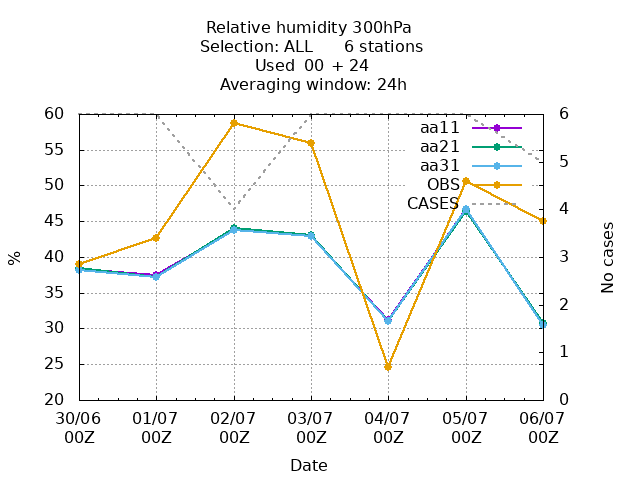 Relative humidity 300hPa
Selection: ALL 6 stations
Used 00 + 24
Averaging window: 24h
60
55
50
45
40
35
30
25
20
%
6
5
4
3
2
1
0
No cases
aa11
aa21
aa31
OBS
CASES
30/06 01/07 02/07 03/07 04/07 05/07 06/07
00Z 00Z 00Z 00Z 00Z 00Z 00Z
Date